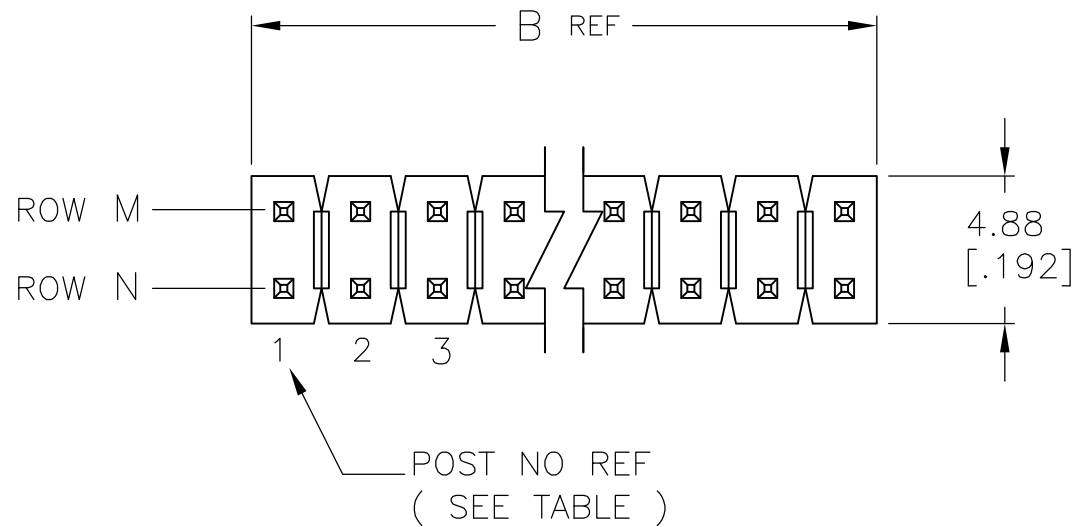 B REF
ROW M
4.88
[.192]
ROW N
1 2 3
POST NO REF
( SEE TABLE )